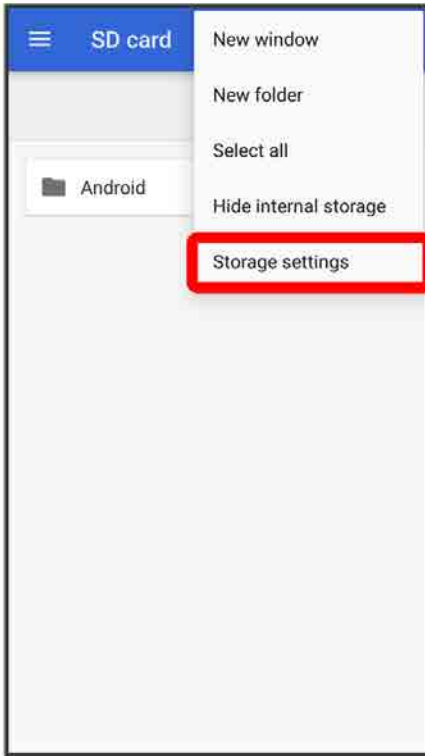 SD card
New window
New folder
Select all
Android
Hide internal storage
Storage settings